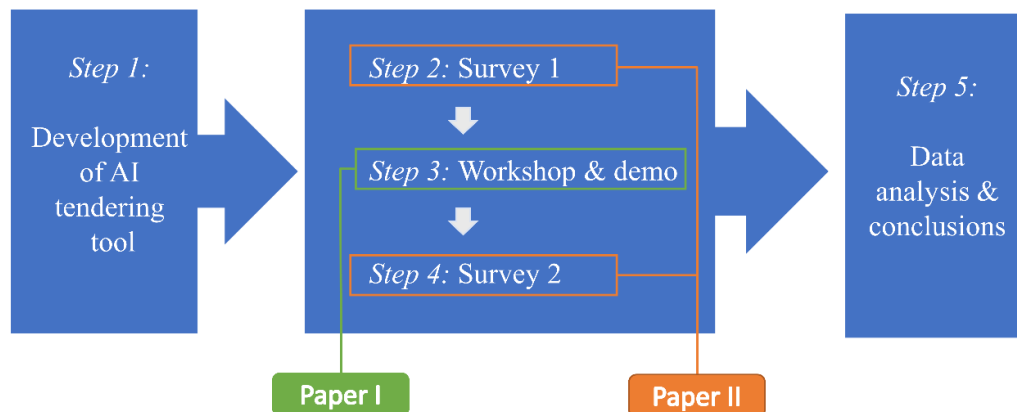 Step 1:
Development
of AI
tendering
tool
Step 2: Survey 1
Step 3: Workshop & demo
Step 4: Survey 2
Step 5:
Data
analysis &
conclusions
Paper I
Paper II